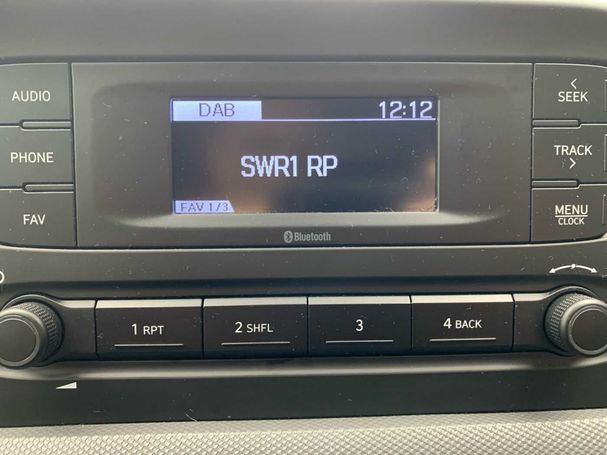 DAB 12:12
SWR1 RP
FAV 1/3
Bluetooth
AUDIO
PHONE
FAV
< SEEK
TRACK >
MENU
CLOCK
1 RPT
2 SHFL
3
4 BACK